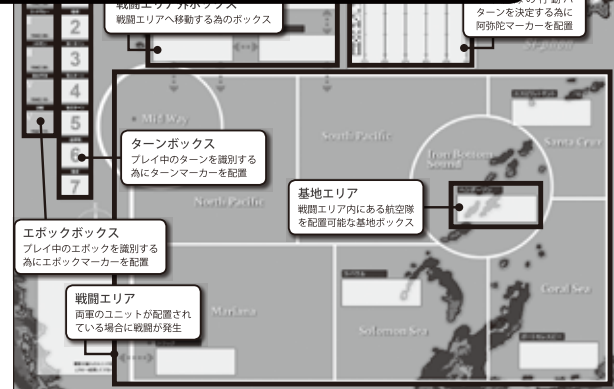 戦闘エリア外ボックス
戦闘エリアへ移動する為のボックス
ターンを決定する為に
阿弥陀マーカーを配置
2
3
4
5
6
7
Mid Way
South Pacific
Santa Cruz
Iron Bottom
Sound
ターンボックス
プレイ中のターンを識別する
為にターンマーカーを配置
North Pacific
基地エリア
戦闘エリア内にある航空隊
を配置可能な基地ボックス
エポックボックス
プレイ中のエポックを識別する
為にエポックマーカーを配置
戦闘エリア
両軍のユニットが配置され
ている場合に戦闘が発生
Mariana
Solomon Sea
Coral Sea